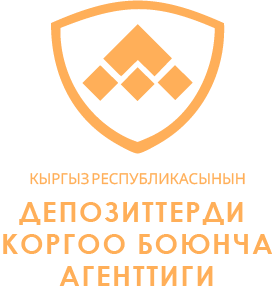 КЫРГЫЗ РЕСПУБЛИКАСЫНЫН
ДЕПОЗИТТЕРДИ
КОРГОО БОЮНЧА
АГЕНТТИГИ